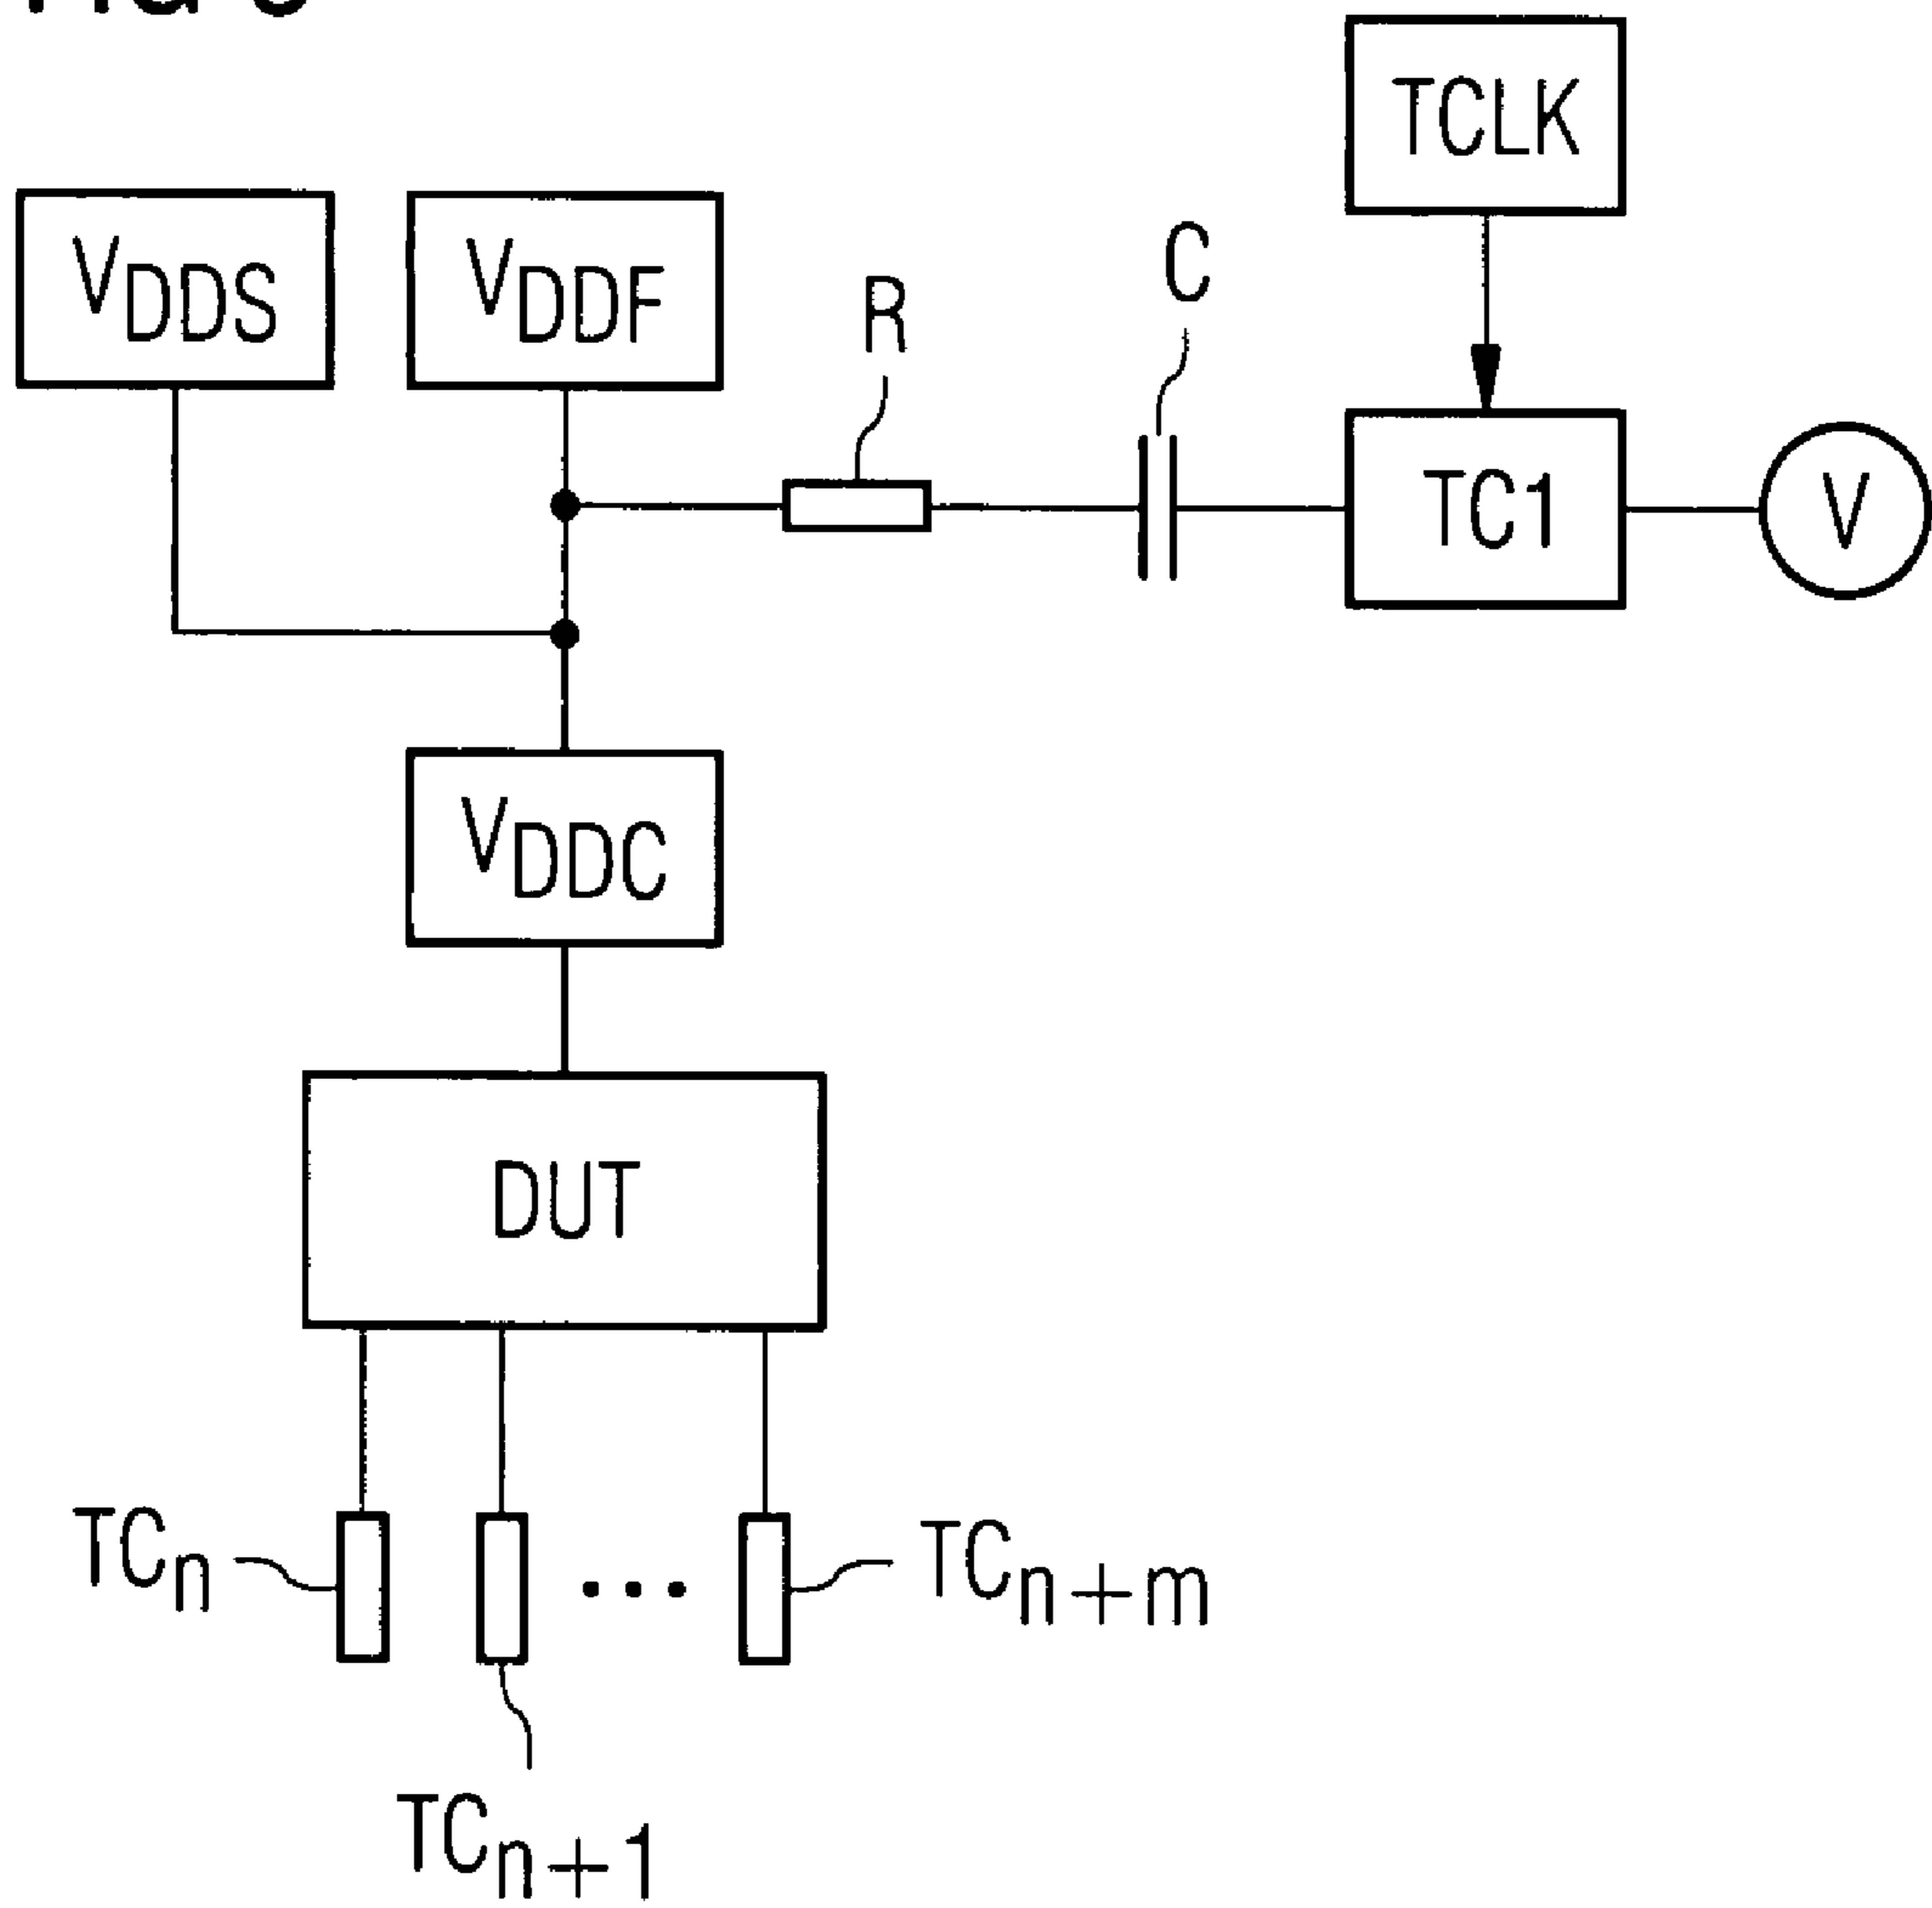 TCLK
C
VDDS
VDDF
R
TC1
V
VDDC
DUT
TCn
TCn+m
TCn+1